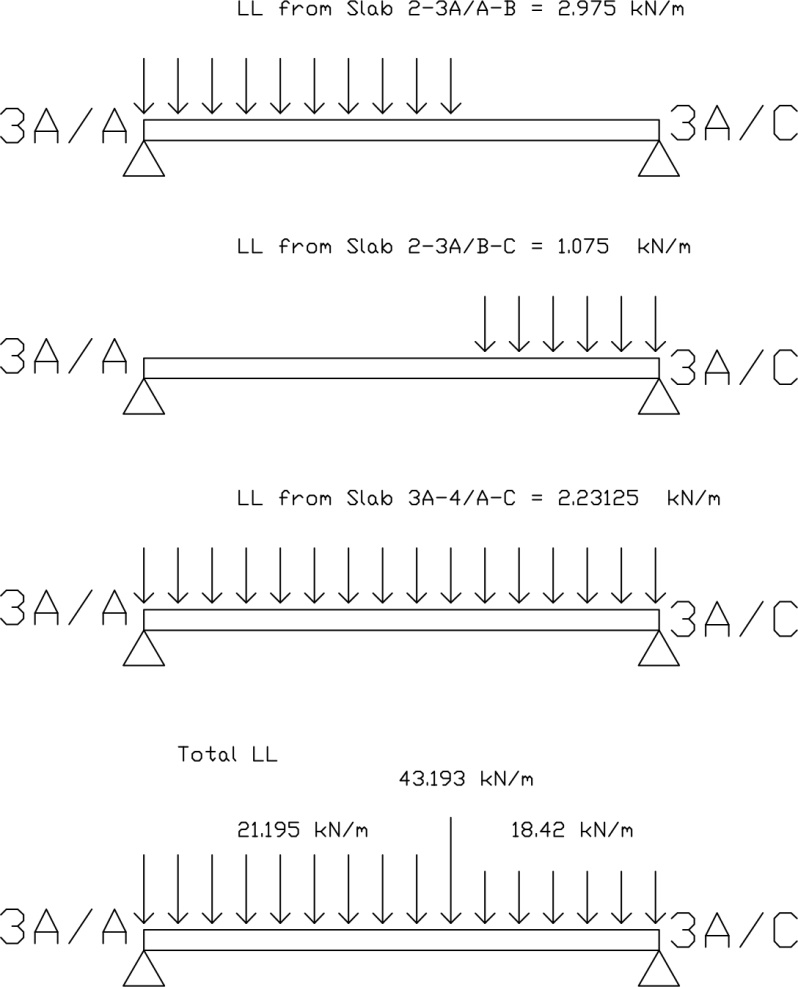 LL from Slab 2-3A/A-B = 2.975 kN/m
3A/A
3A/C
LL from Slab 2-3A/B-C = 1.075 kN/m
3A/A
3A/C
LL from Slab 3A-4/A-C = 2.23125 kN/m
3A/A
3A/C
Total LL
43.193 kN/m
21.195 kN/m
18.42 kN/m
3A/A
3A/C